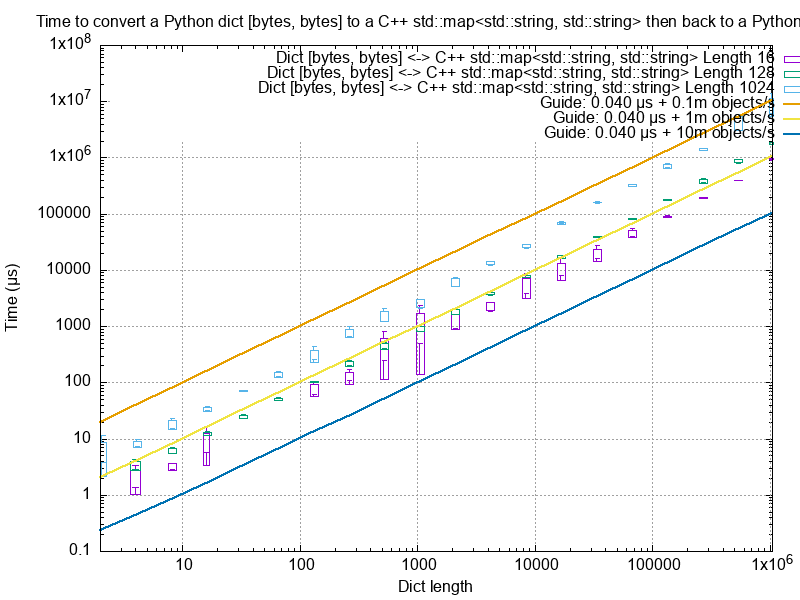 Time to convert a Python dict [bytes, bytes] to a C++ std::map<std::string, std::string> then back to a Python
1x10^8
Dict [bytes, bytes] <-> C++ std::map<std::string, std::string> Length 16
Dict [bytes, bytes] <-> C++ std::map<std::string, std::string> Length 128
Dict [bytes, bytes] <-> C++ std::map<std::string, std::string> Length 1024
Guide: 0.040 µs + 0.1m objects/s
Guide: 0.040 µs + 1m objects/s
Guide: 0.040 µs + 10m objects/s
1x10^7
1x10^6
100000
10000
1000
100
10
1
0.1
Time (µs)
10
100
1000
10000
100000
1x10^6
Dict length